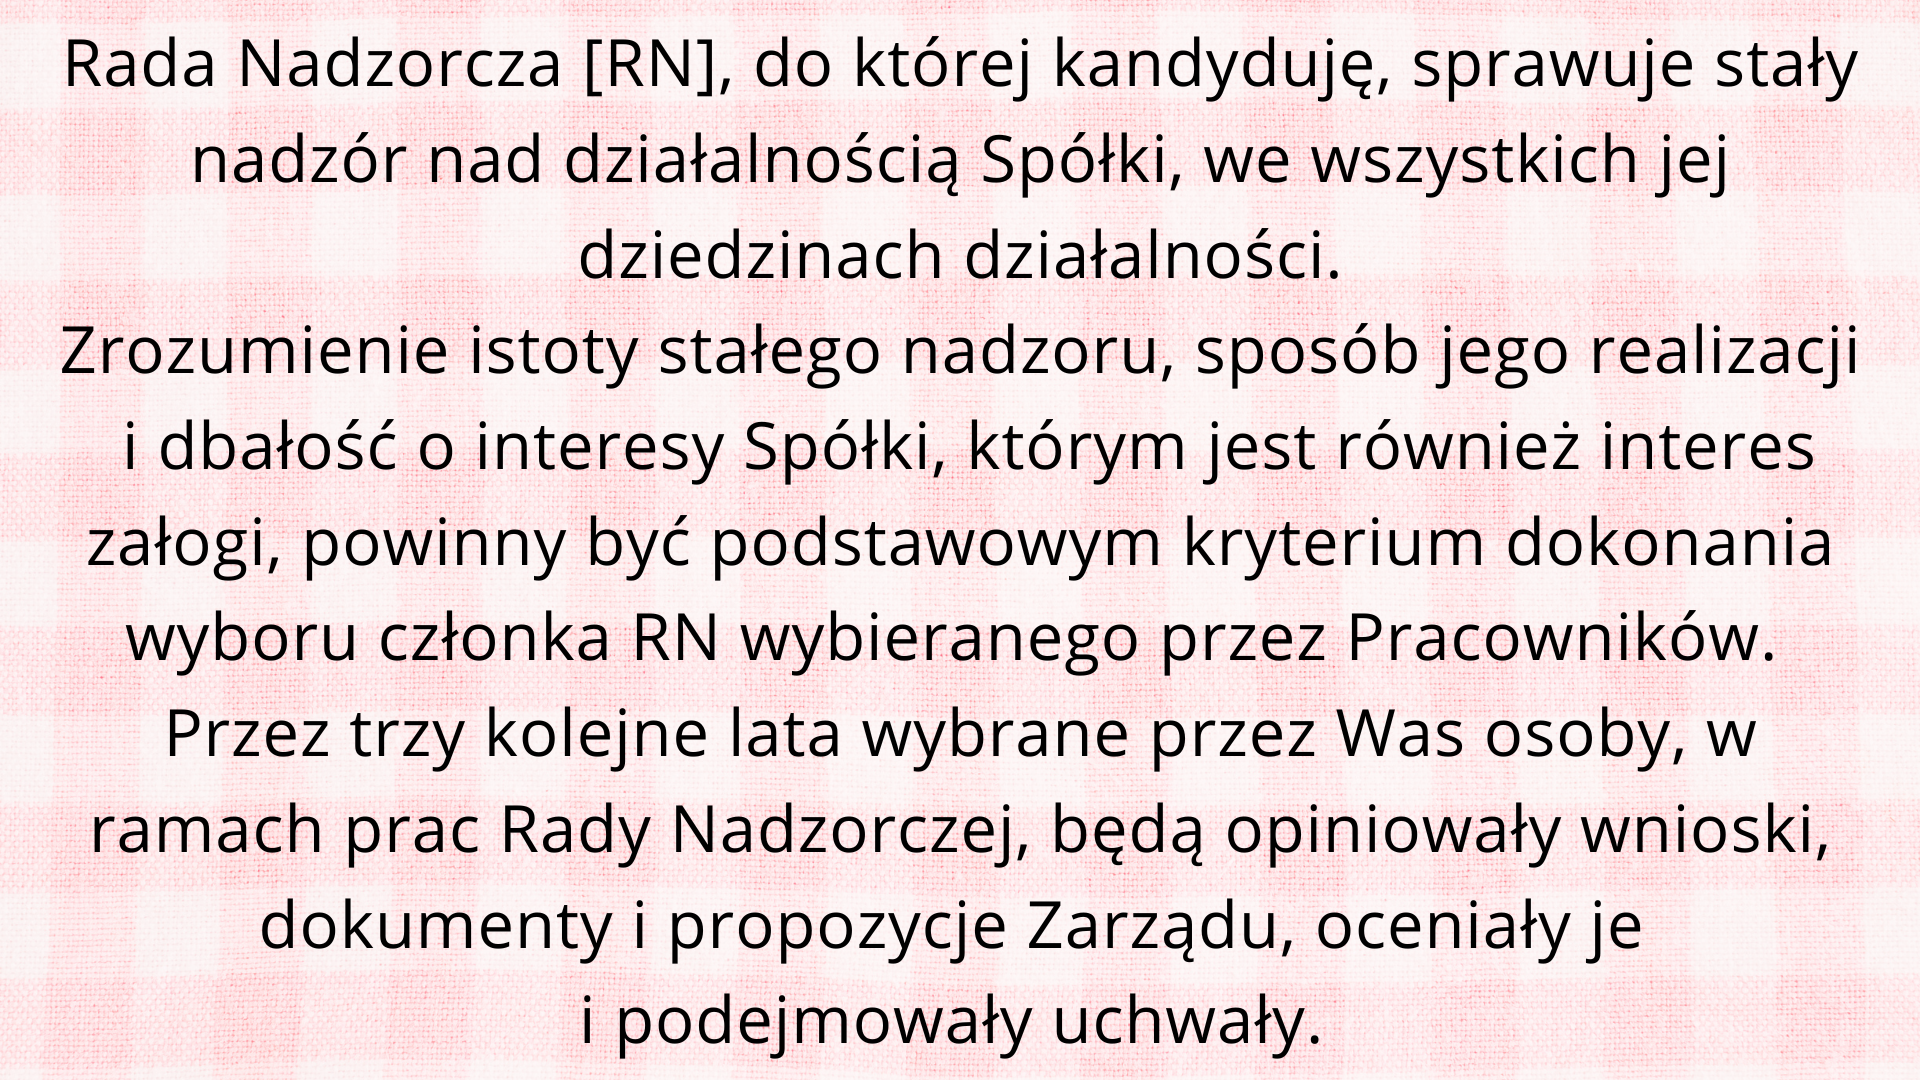 Rada Nadzorcza [RN], do której kandyduję, sprawuje stały
nadzór nad działalnością Spółki, we wszystkich jej
dziedzinach działalności.
Zrozumienie istoty stałego nadzoru, sposób jego realizacji
i dbałość o interesy Spółki, którym jest również interes
załogi, powinny być podstawowym kryterium dokonania
wyboru członka RN wybieranego przez Pracowników.
Przez trzy kolejne lata wybrane przez Was osoby, w
ramach prac Rady Nadzorczej, będą opiniowały wnioski,
dokumenty i propozycje Zarządu, oceniały je
i podejmowały uchwały.